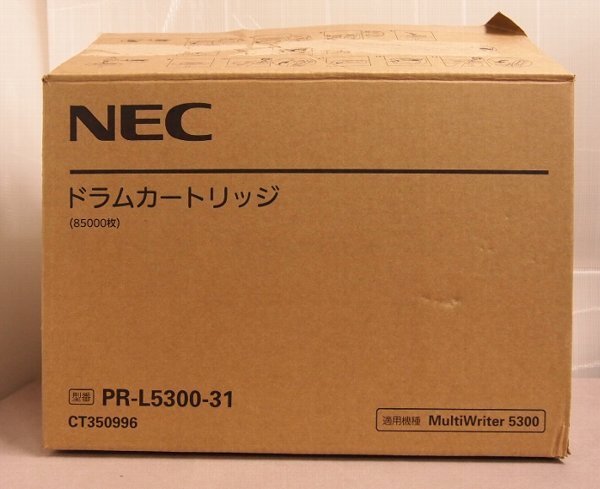 NEC
ドラムカートリッジ
(85000枚)
型番 PR-L5300-31
CT350996
適用機種 MultiWriter 5300